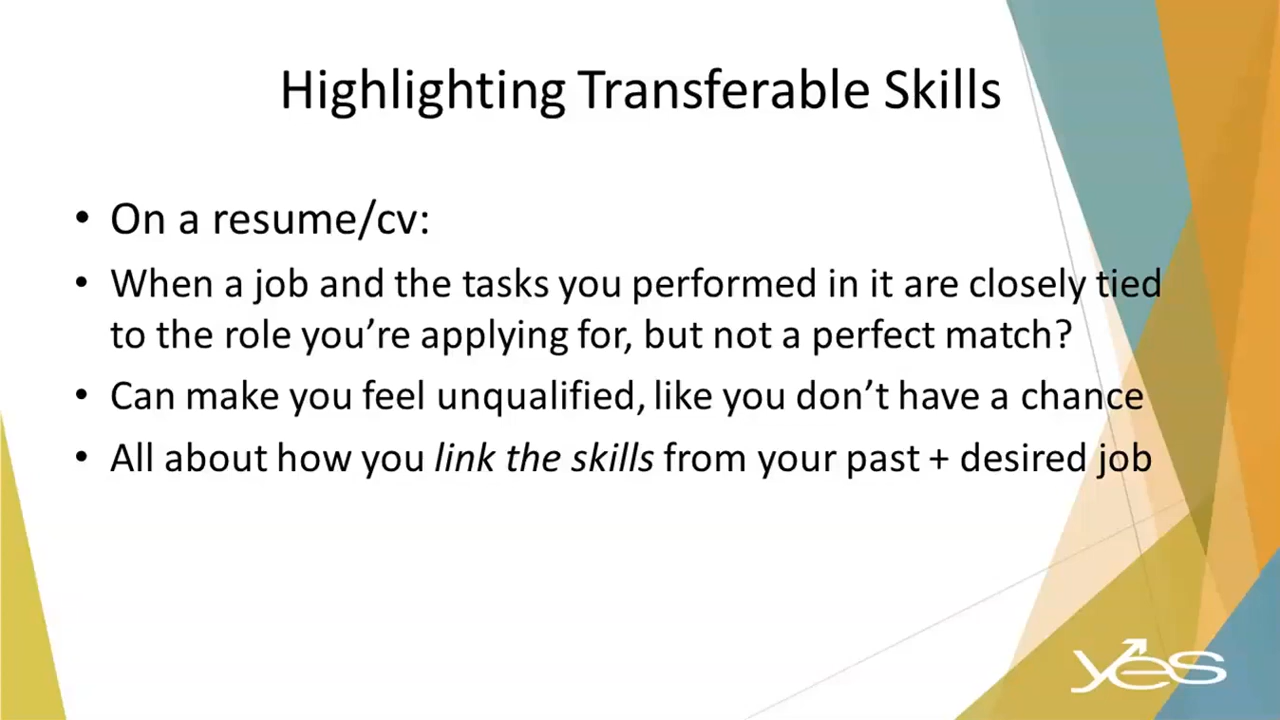 Highlighting Transferable Skills
• On a resume/cv:
• When a job and the tasks you performed in it are closely tied
to the role you’re applying for, but not a perfect match?
• Can make you feel unqualified, like you don’t have a chance
• All about how you link the skills from your past + desired job
yes